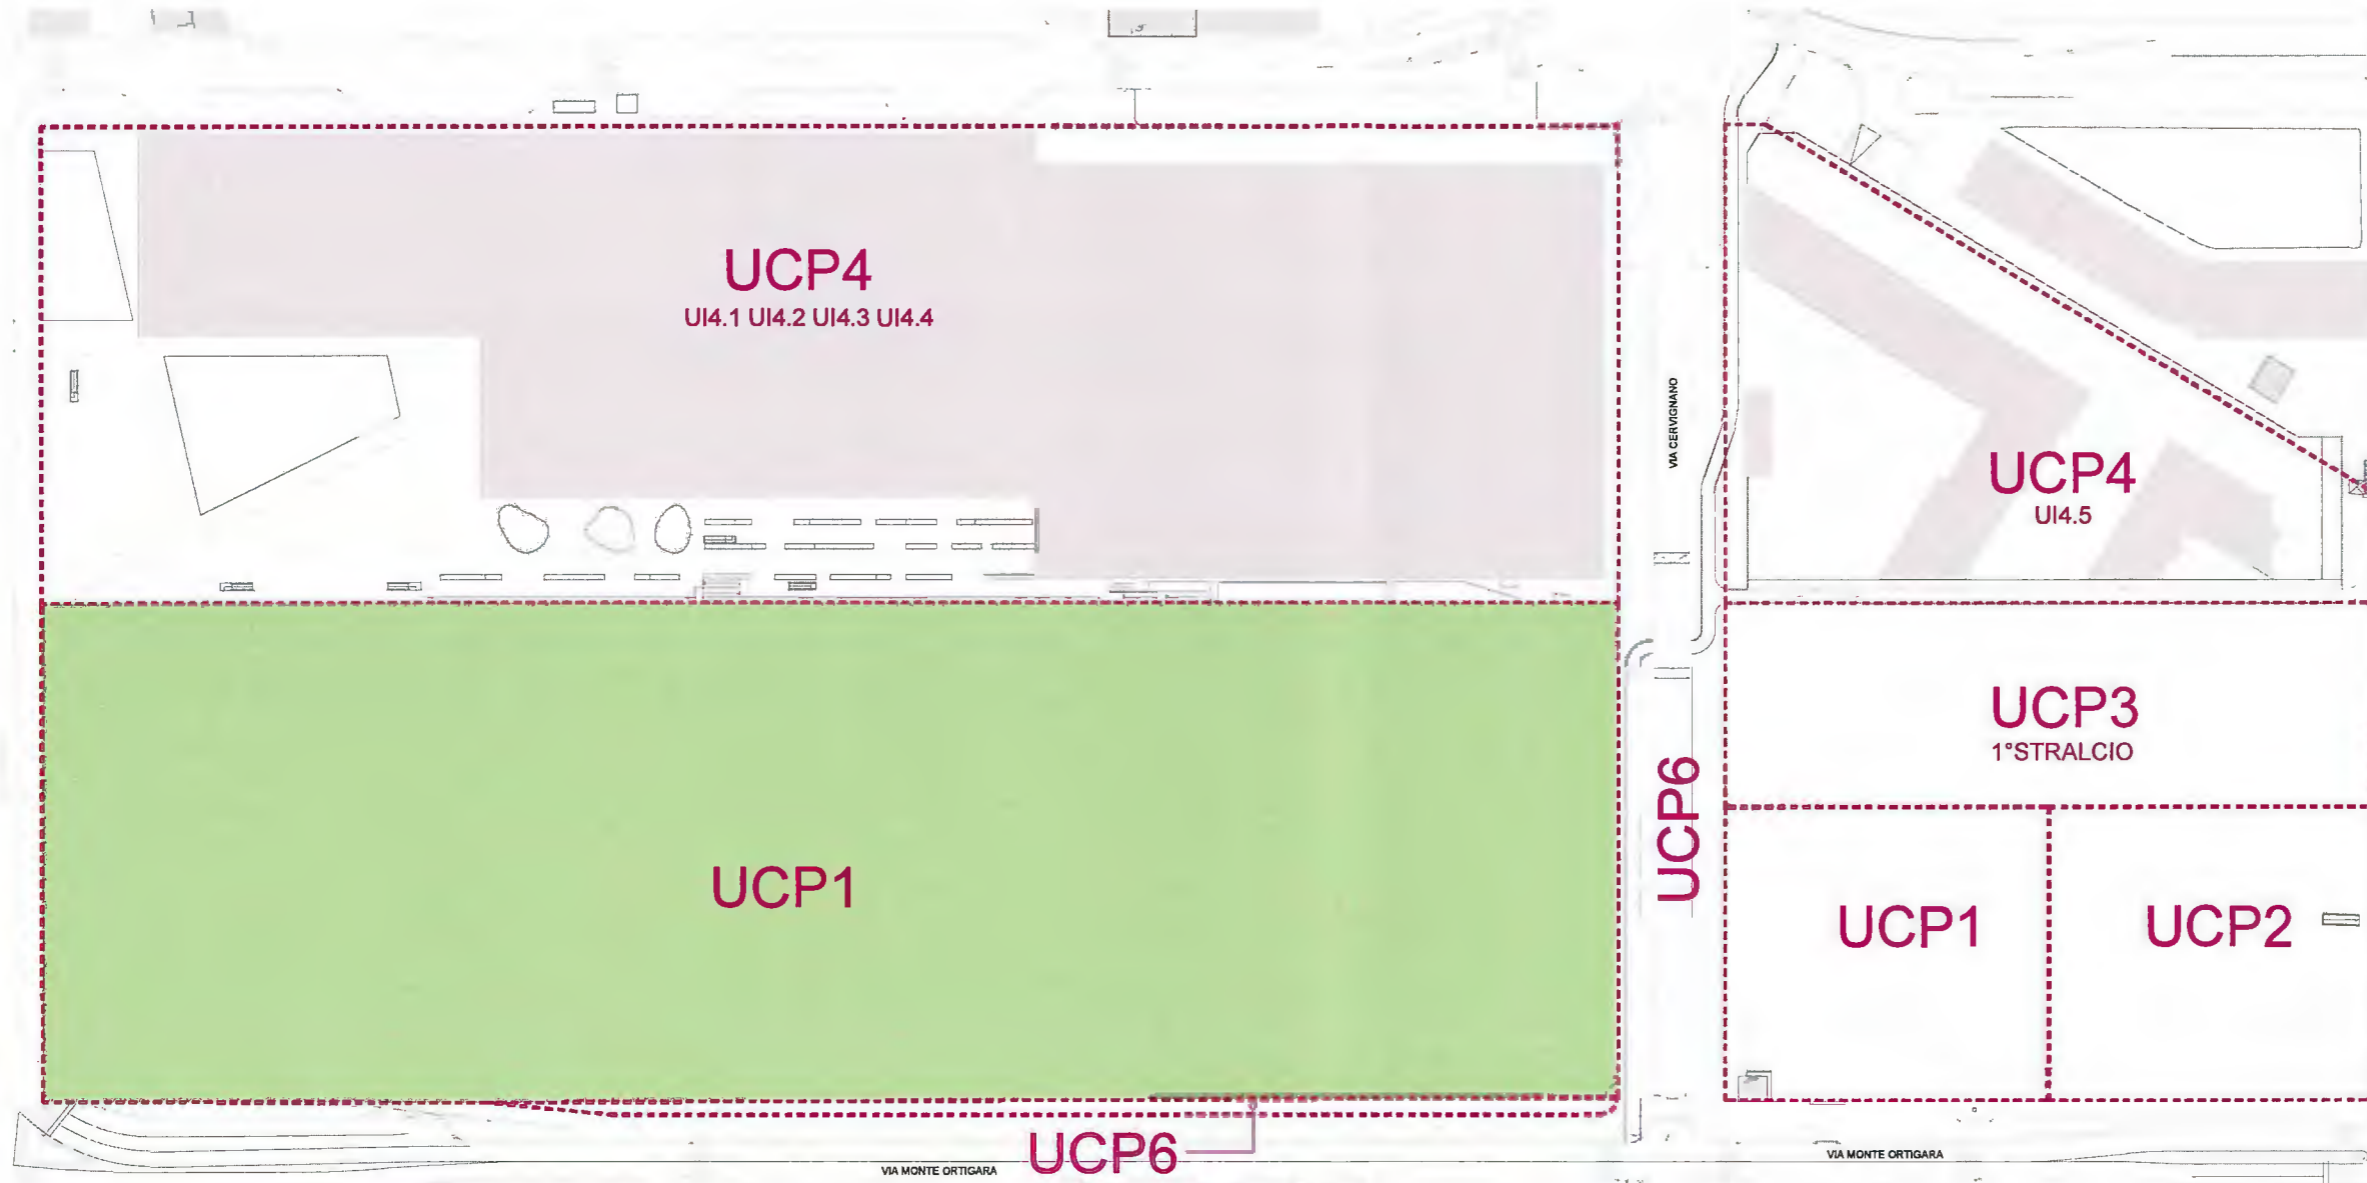 UCP4
UI4.1 UI4.2 UI4.3 UI4.4
VIA CERVIGNANO
UCP4
UI4.5
UCP3
1°STRALCIO
UCP6
UCP1
UCP1
UCP2
UCP6
VIA MONTE ORTIGARA
VIA MONTE ORTIGARA